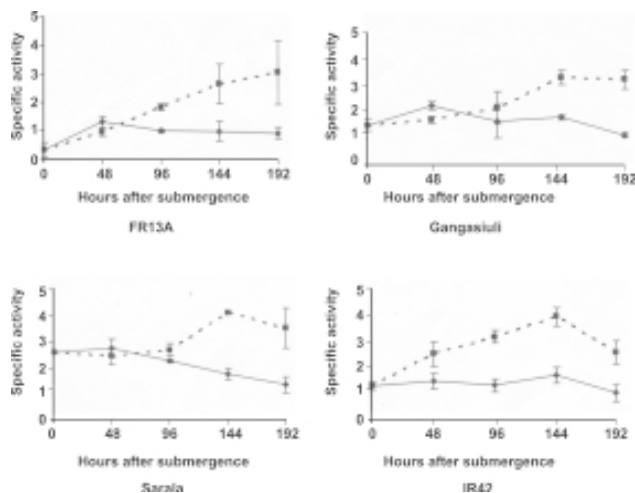 Specific activity
5
4
3
2
1
0
0 48 96 144 192
Hours after submergence
FR13A
Specific activity
5
4
3
2
1
0
0 48 96 144 192
Hours after submergence
Gangasiuli
Specific activity
5
4
3
2
1
0
0 48 96 144 192
Hours after submergence
Sarala
Specific activity
5
4
3
2
1
0
0 48 96 144 192
Hours after submergence
IR42